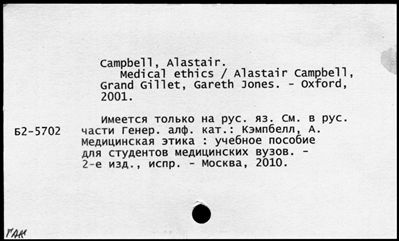 Campbell, Alastair.
Medical ethics / Alastair Campbell,
Grand Gillet, Gareth Jones. - Oxford,
2001.
Имеется только на рус. яз. См. в рус.
Б2-5702 части Генер. алф. кат.: Кэмпбелл, А.
Медицинская этика : учебное пособие
для студентов медицинских вузов. -
2-е изд., испр. - Москва, 2010.
ГАК